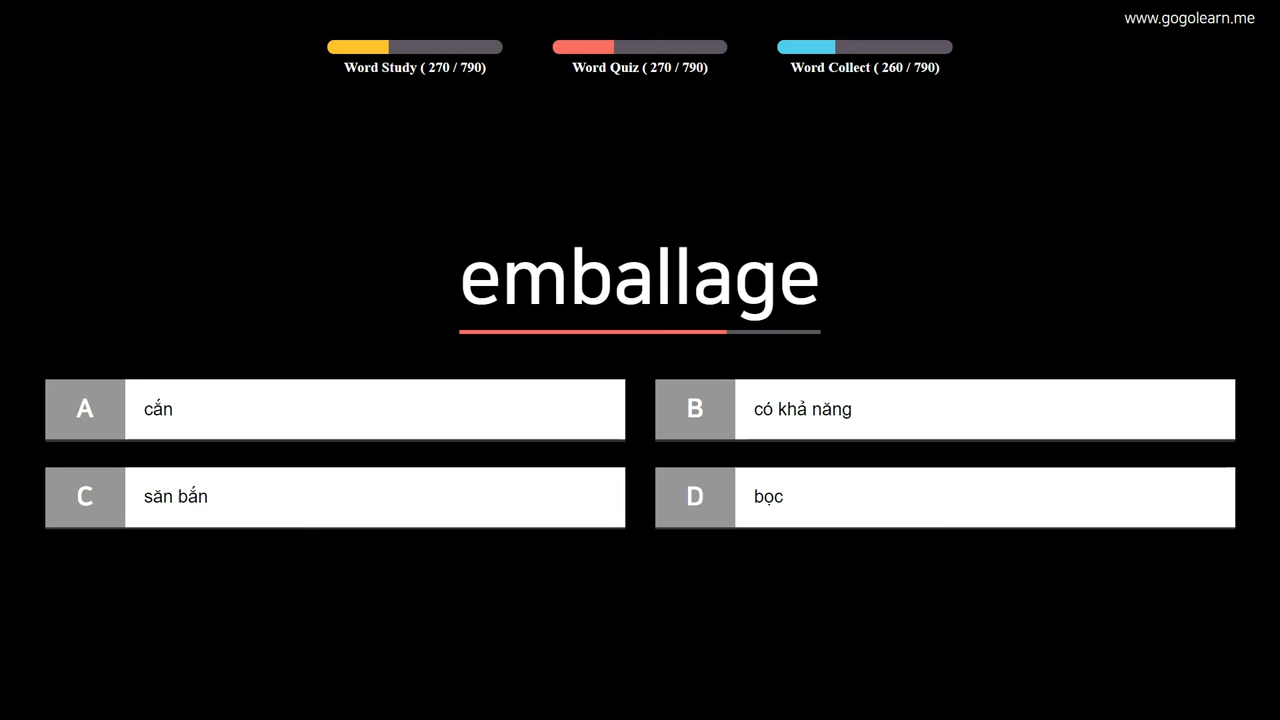 www.gogolearn.me
Word Study ( 270 / 790)
Word Quiz ( 270 / 790)
Word Collect ( 260 / 790)
emballage
A cắn
B có khả năng
C săn bắn
D bọc